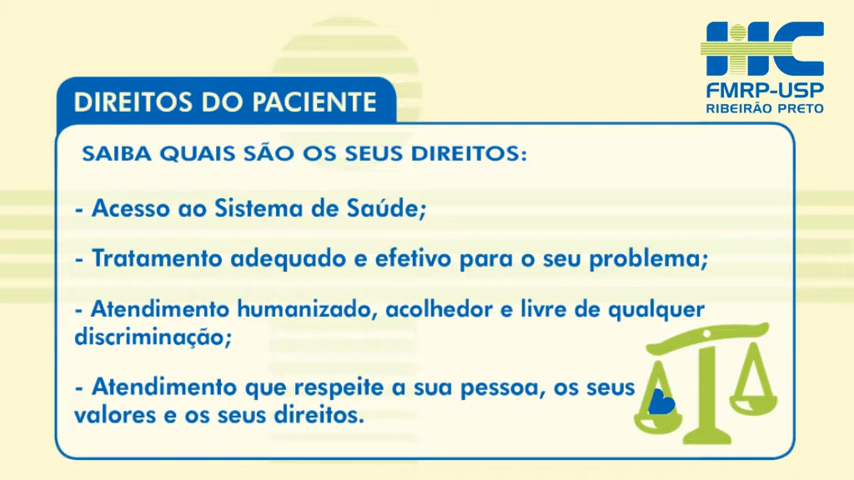 HC
FMRP-USP
RIBEIRÃO PRETO
DIREITOS DO PACIENTE
SAIBA QUAIS SÃO OS SEUS DIREITOS:
- Acesso ao Sistema de Saúde;
- Tratamento adequado e efetivo para o seu problema;
- Atendimento humanizado, acolhedor e livre de qualquer
discriminação;
- Atendimento que respeite a sua pessoa, os seus
valores e os seus direitos.